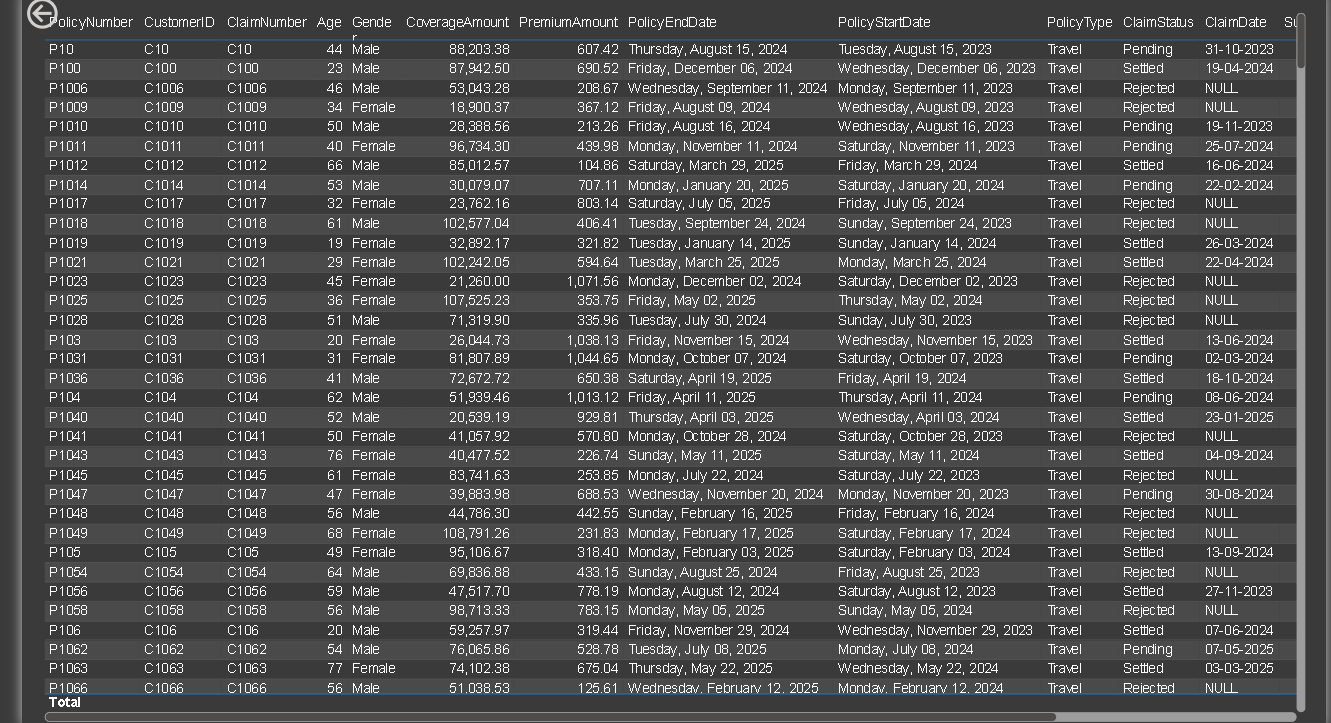 PolicyNumber CustomerID ClaimNumber Age Gender CoverageAmount PremiumAmount PolicyEndDate PolicyStartDate PolicyType ClaimStatus ClaimDate
P10 C10 C10 44 Male 88,203.38 607.42 Thursday, August 15, 2024 Tuesday, August 15, 2023 Travel Pending 31-10-2023
P100 C100 C100 23 Male 87,942.50 690.52 Friday, December 06, 2024 Wednesday, December 06, 2023 Travel Settled 19-04-2024
P1006 C1006 C1006 46 Male 53,043.28 208.67 Wednesday, September 11, 2024 Monday, September 11, 2023 Travel Rejected NULL
P1009 C1009 C1009 34 Female 18,900.37 367.12 Friday, August 09, 2024 Wednesday, August 09, 2023 Travel Rejected NULL
P1010 C1010 C1010 50 Male 28,388.56 213.26 Friday, August 16, 2024 Wednesday, August 16, 2023 Travel Pending 19-11-2023
P1011 C1011 C1011 40 Female 96,734.30 439.98 Monday, November 11, 2024 Saturday, November 11, 2023 Travel Pending 25-07-2024
P1012 C1012 C1012 66 Male 85,012.57 104.86 Saturday, March 29, 2025 Friday, March 29, 2024 Travel Settled 16-06-2024
P1014 C1014 C1014 53 Male 30,079.07 707.11 Monday, January 20, 2025 Saturday, January 20, 2024 Travel Pending 22-02-2024
P1017 C1017 C1017 32 Female 23,762.16 803.14 Saturday, July 05, 2025 Friday, July 05, 2024 Travel Rejected NULL
P1018 C1018 C1018 61 Male 102,577.04 406.41 Tuesday, September 24, 2024 Sunday, September 24, 2023 Travel Rejected NULL
P1019 C1019 C1019 19 Female 32,892.17 321.82 Tuesday, January 14, 2025 Sunday, January 14, 2024 Travel Settled 26-03-2024
P1021 C1021 C1021 29 Female 102,242.05 594.64 Tuesday, March 25, 2025 Monday, March 25, 2024 Travel Settled 22-04-2024
P1023 C1023 C1023 45 Female 21,260.00 1,071.56 Monday, December 02, 2024 Saturday, December 02, 2023 Travel Rejected NULL
P1025 C1025 C1025 36 Female 107,525.23 353.75 Friday, May 02, 2025 Thursday, May 02, 2024 Travel Rejected NULL
P1028 C1028 C1028 51 Male 71,319.90 335.96 Tuesday, July 30, 2024 Sunday, July 30, 2023 Travel Rejected NULL
P103 C103 C103 20 Female 26,044.73 1,038.13 Friday, November 15, 2024 Wednesday, November 15, 2023 Travel Settled 13-06-2024
P1031 C1031 C1031 31 Female 81,807.89 1,044.65 Monday, October 07, 2024 Saturday, October 07, 2023 Travel Pending 02-03-2024
P1036 C1036 C1036 41 Male 72,672.72 650.38 Saturday, April 19, 2025 Friday, April 19, 2024 Travel Settled 18-10-2024
P104 C104 C104 62 Male 51,939.46 1,013.12 Friday, April 11, 2025 Thursday, April 11, 2024 Travel Pending 08-06-2024
P1040 C1040 C1040 52 Male 20,539.19 929.81 Thursday, April 03, 2025 Wednesday, April 03, 2024 Travel Settled 23-01-2025
P1041 C1041 C1041 50 Female 41,057.92 570.80 Monday, October 28, 2024 Saturday, October 28, 2023 Travel Rejected NULL
P1043 C1043 C1043 76 Female 40,477.52 226.74 Sunday, May 11, 2025 Saturday, May 11, 2024 Travel Settled 04-09-2024
P1045 C1045 C1045 61 Female 83,741.63 253.85 Monday, July 22, 2024 Saturday, July 22, 2023 Travel Rejected NULL
P1047 C1047 C1047 47 Female 39,883.98 688.53 Wednesday, November 20, 2024 Monday, November 20, 2023 Travel Pending 30-08-2024
P1048 C1048 C1048 56 Male 44,786.30 442.55 Sunday, February 16, 2025 Friday, February 16, 2024 Travel Rejected NULL
P1049 C1049 C1049 68 Female 108,791.26 231.83 Monday, February 17, 2025 Saturday, February 17, 2024 Travel Rejected NULL
P105 C105 C105 49 Female 95,106.67 318.40 Monday, February 03, 2025 Saturday, February 03, 2024 Travel Settled 13-09-2024
P1054 C1054 C1054 64 Male 69,836.88 433.15 Sunday, August 25, 2024 Friday, August 25, 2023 Travel Rejected NULL
P1056 C1056 C1056 59 Male 47,517.70 778.19 Monday, August 12, 2024 Saturday, August 12, 2023 Travel Settled 27-11-2023
P1058 C1058 C1058 56 Male 98,713.33 783.15 Monday, May 05, 2025 Sunday, May 05, 2024 Travel Rejected NULL
P106 C106 C106 20 Male 59,257.97 319.44 Friday, November 29, 2024 Wednesday, November 29, 2023 Travel Settled 07-06-2024
P1062 C1062 C1062 54 Male 76,065.86 528.78 Tuesday, July 08, 2025 Monday, July 08, 2024 Travel Pending 07-05-2025
P1063 C1063 C1063 77 Female 74,102.38 675.04 Thursday, May 22, 2025 Wednesday, May 22, 2024 Travel Settled 03-03-2025
P1066 C1066 C1066 56 Male 51,038.53 125.61 Wednesday, February 12, 2025 Monday, February 12, 2024 Travel Rejected NULL
Total